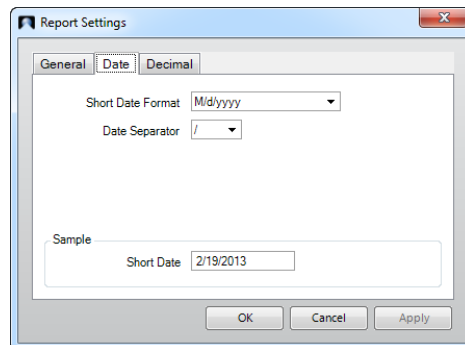 Report Settings
General Date Decimal
Short Date Format M/d/yyyy
Date Separator /
Sample
Short Date 2/19/2013
OK Cancel Apply